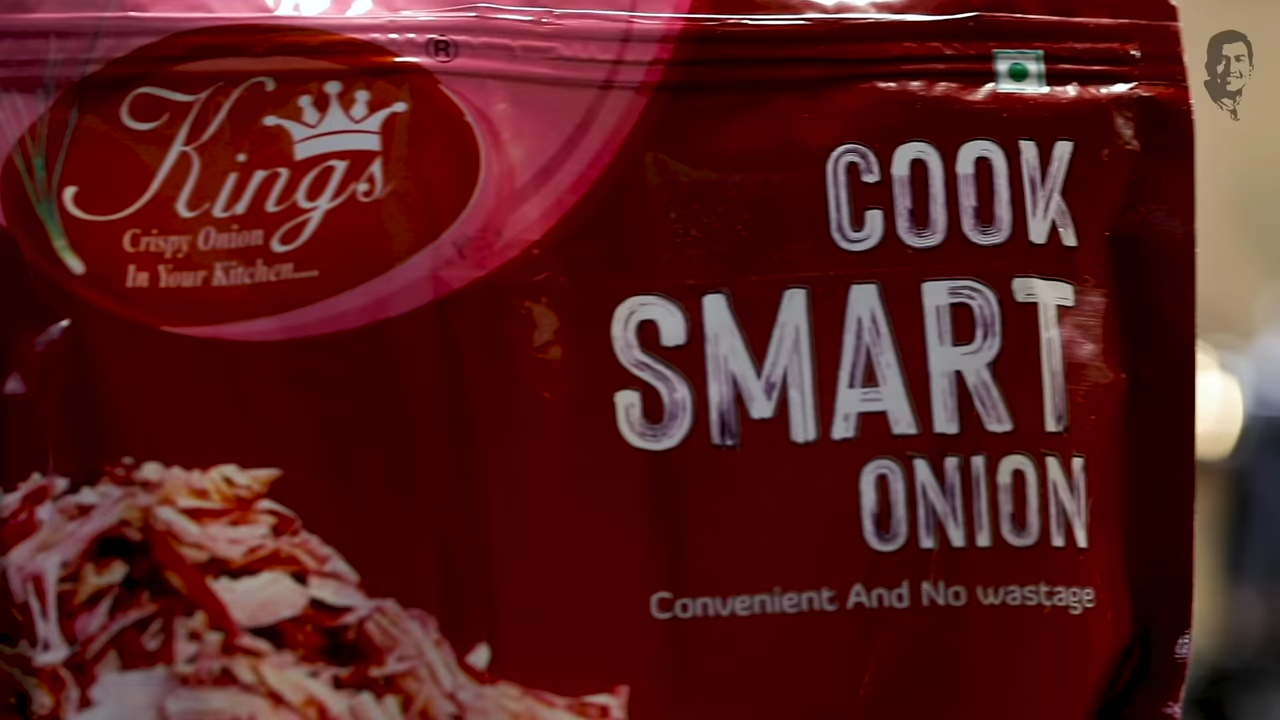 Kings
®
Crispy Onion
In Your Kitchen....
COOK
SMART
ONION
Convenient And No wastage